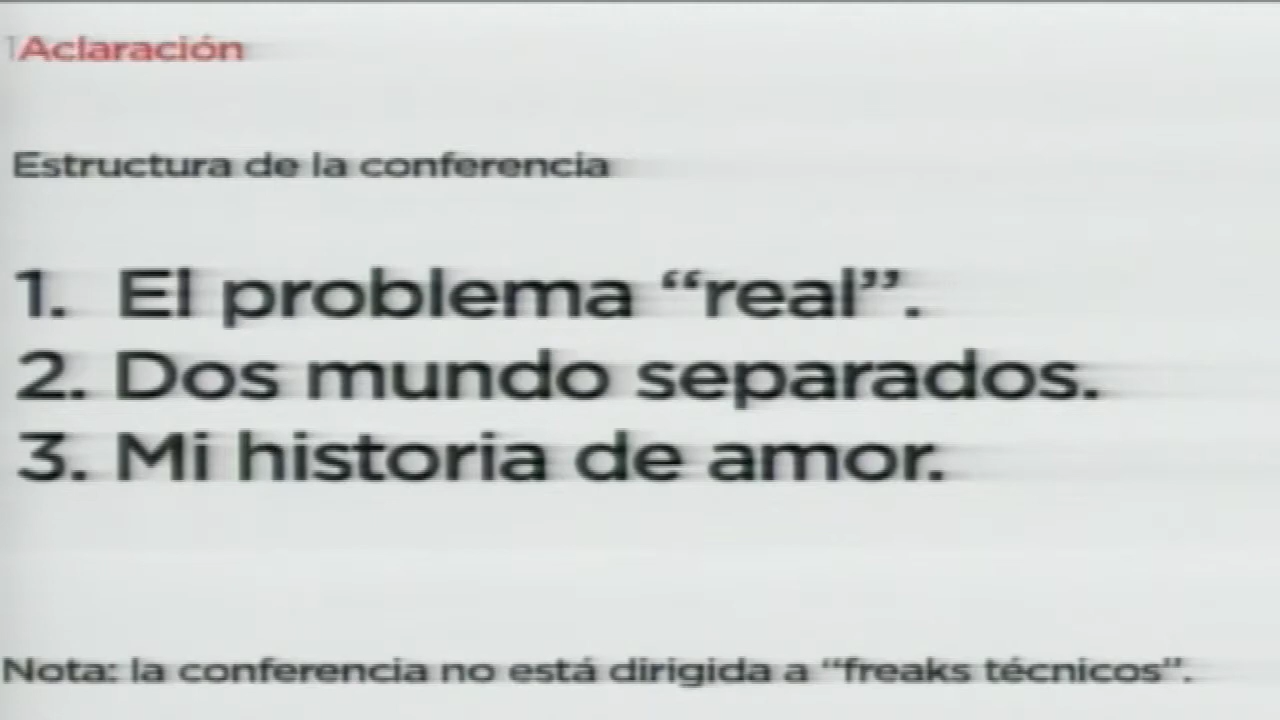 Aclaración
Estructura de la conferencia
1. El problema “real”.
2. Dos mundo separados.
3. Mi historia de amor.
Nota: la conferencia no está dirigida a “freaks técnicos”.